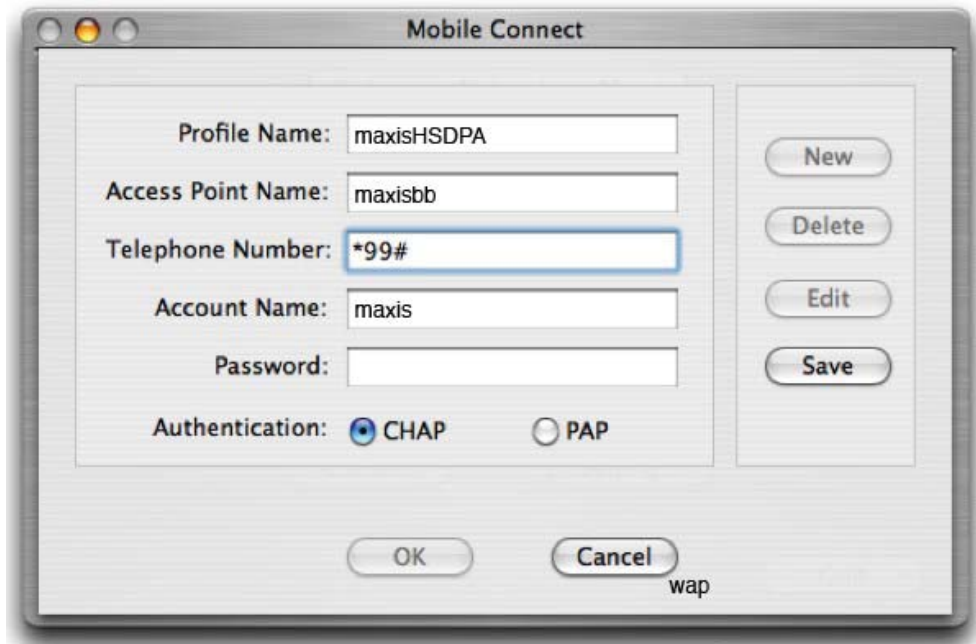 Mobile Connect
Profile Name: maxisHSDPA
Access Point Name: maxisbb
Telephone Number: *99#
Account Name: maxis
Password:
Authentication: CHAP PAP
New
Delete
Edit
Save
OK Cancel
wap